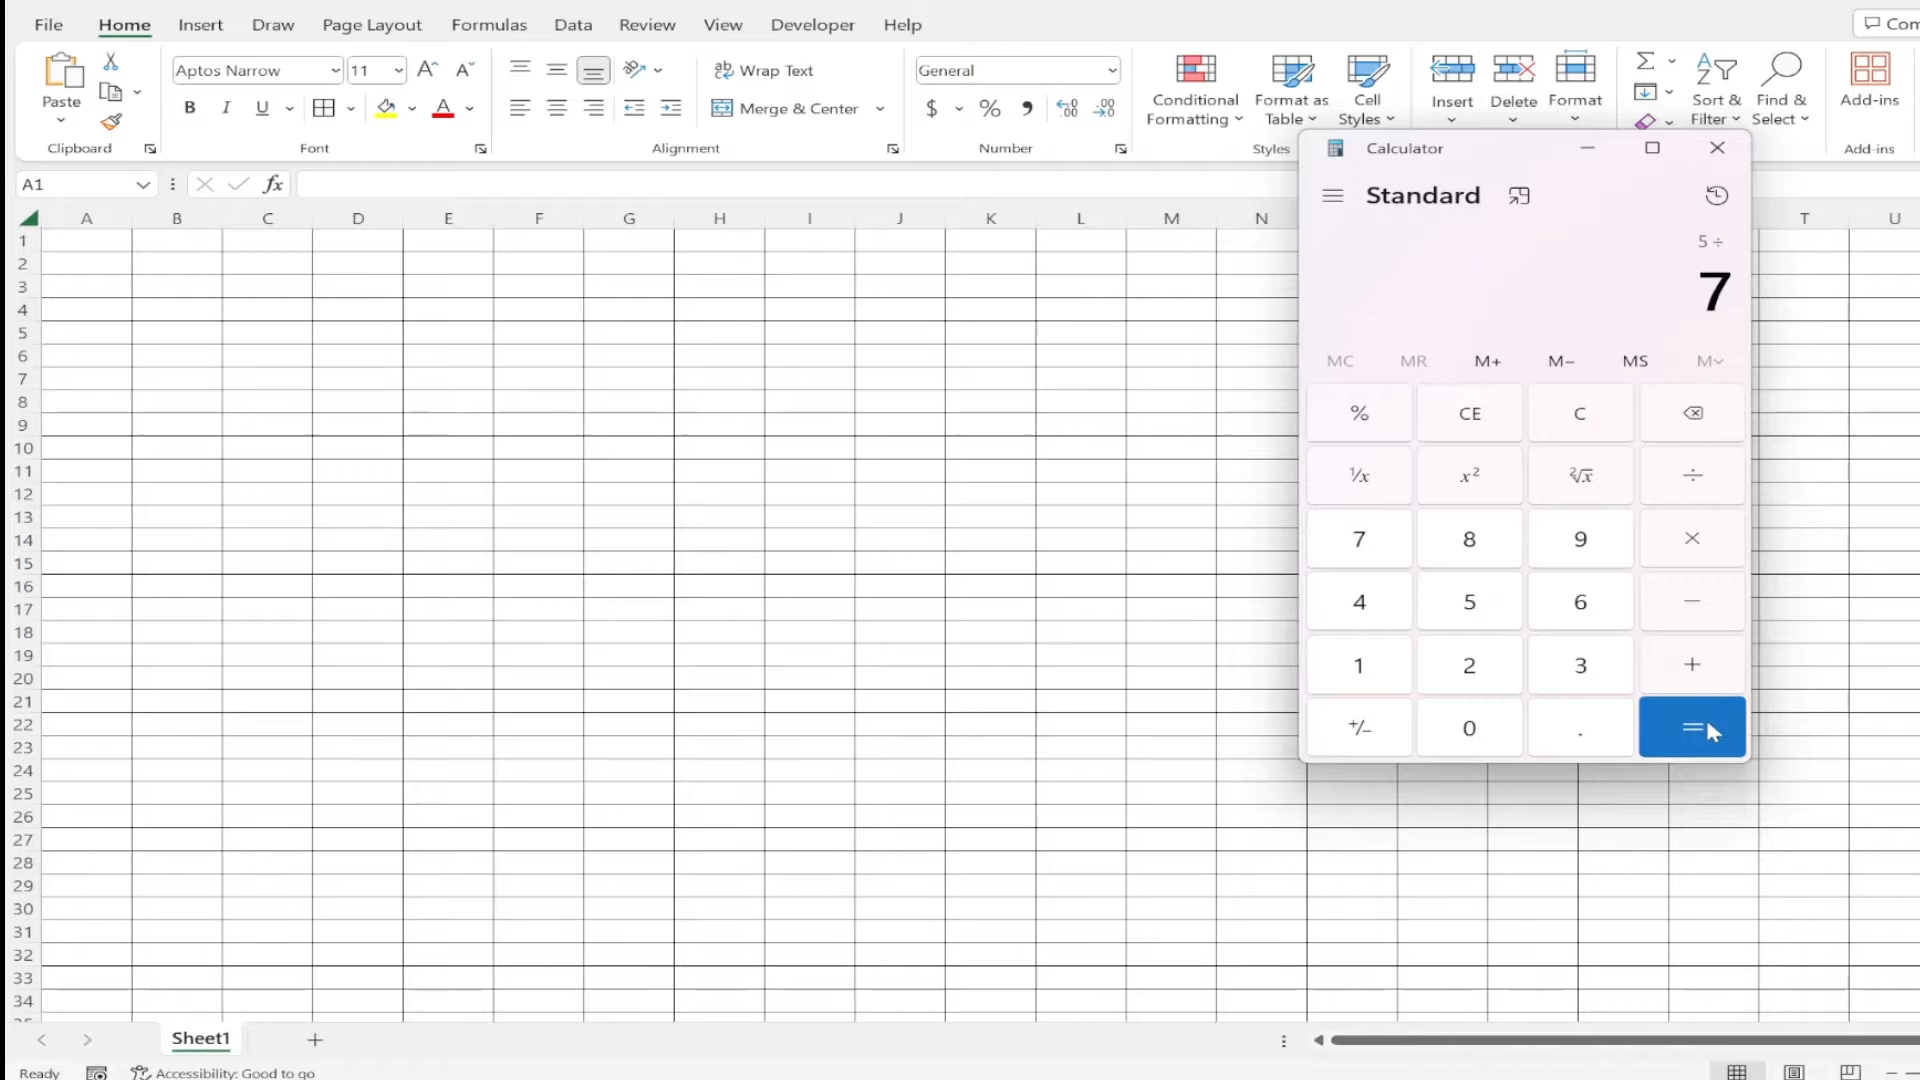 File Home Insert Draw Page Layout Formulas Data Review View Developer Help
Aptos Narrow 11 Wrap Text General
Paste B I U Merge & Center $ % Conditional Formatting Format as Table Cell Styles Insert Delete Format Sort & Filter Find & Select Add-ins
Clipboard Font Alignment Number Styles Add-ins
A1 fx
A B C D E F G H I J K L M N T U
1
2
3
4
5
6
7
8
9
10
11
12
13
14
15
16
17
18
19
20
21
22
23
24
25
26
27
28
29
30
31
32
33
34
Calculator
Standard
5 ÷
7
MC MR M+ M− MS M
% CE C
¹/x x² ²√x ÷
7 8 9 ×
4 5 6 −
1 2 3 +
+/− 0 . =
Sheet1 +
Ready Accessibility: Good to go